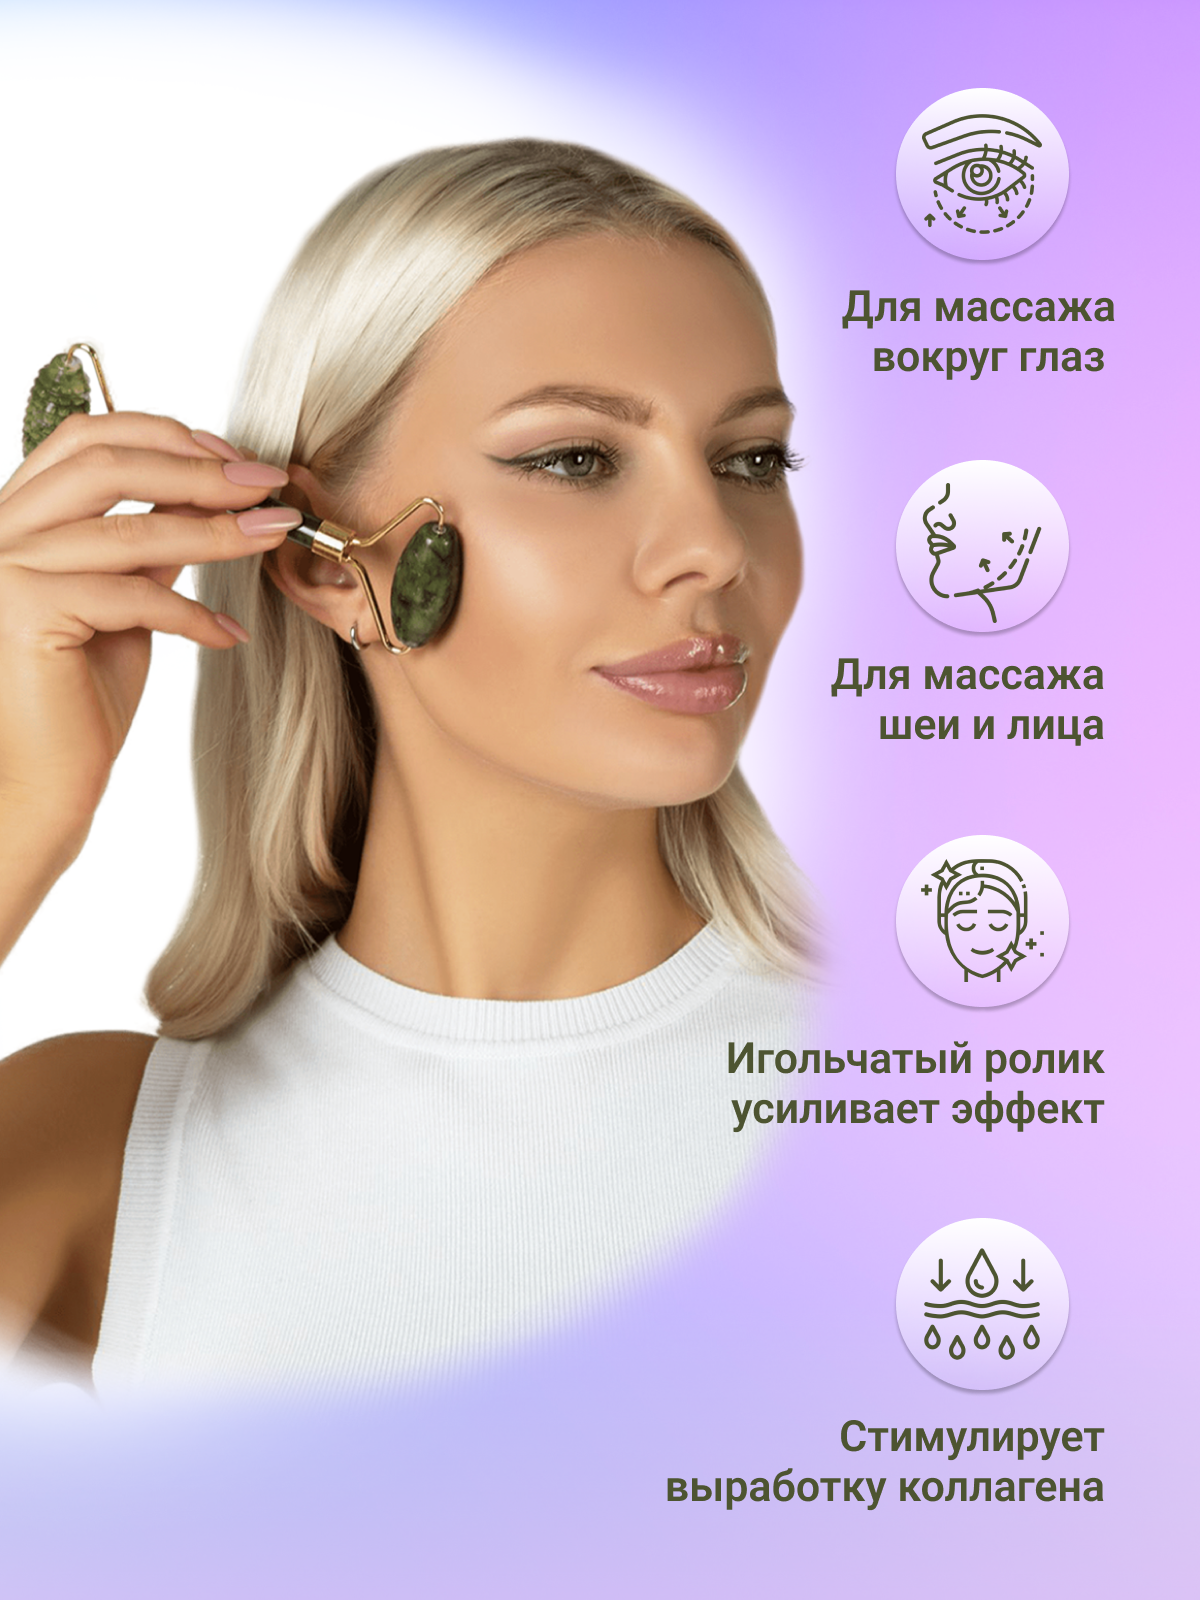 Для массажа
вокруг глаз
Для массажа
шеи и лица
Игольчатый ролик
усиливает эффект
Стимулирует
выработку коллагена